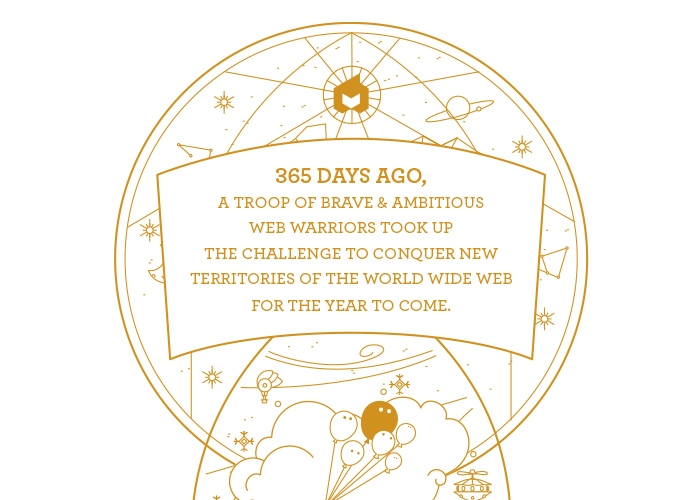 365 DAYS AGO,
A TROOP OF BRAVE & AMBITIOUS
WEB WARRIORS TOOK UP
THE CHALLENGE TO CONQUER NEW
TERRITORIES OF THE WORLD WIDE WEB
FOR THE YEAR TO COME.